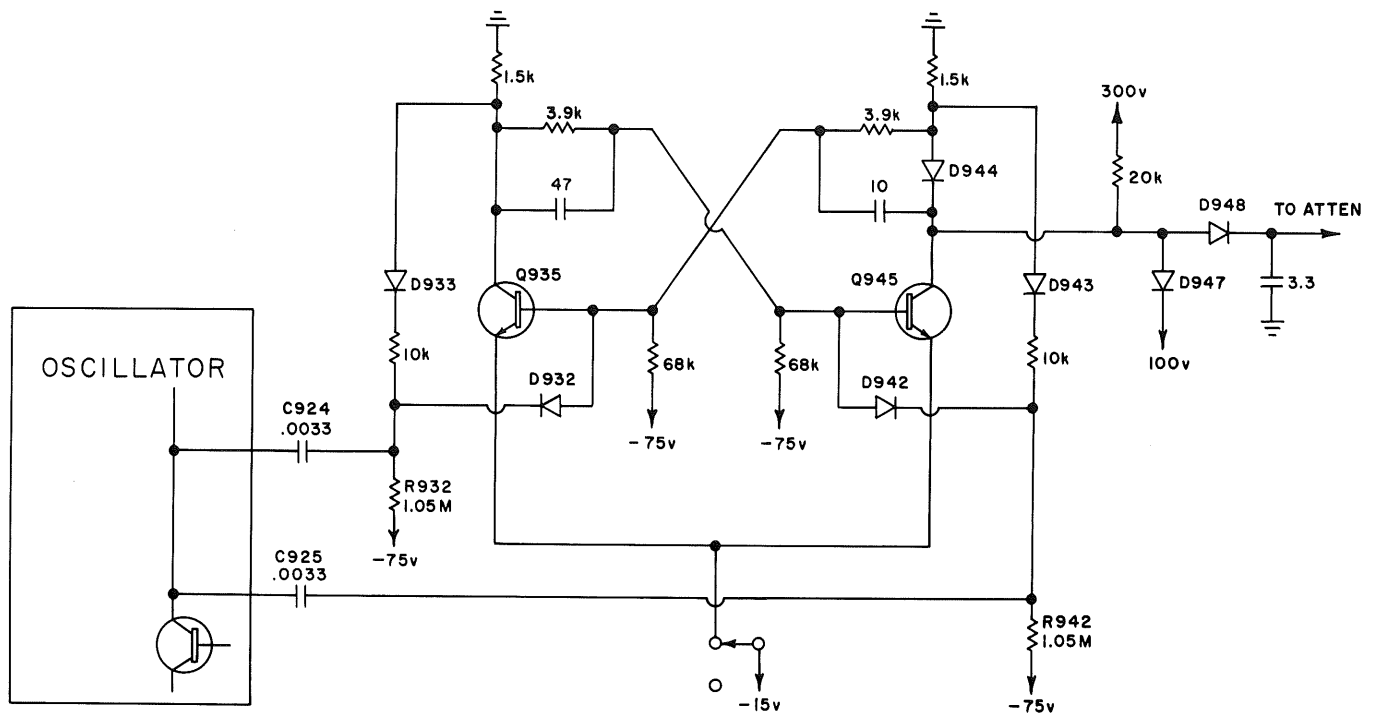 1.5k
1.5k
3.9k
3.9k
300v
D944
20k
47
10
D948
TO ATTEN
Q935
Q945
D933
D943
D947
3.3
10k
68k
68k
10k
100v
OSCILLATOR
D932
D942
C924
.0033
-75v
-75v
R932
1.05M
-75v
C925
.0033
R942
1.05M
-15v
-75v